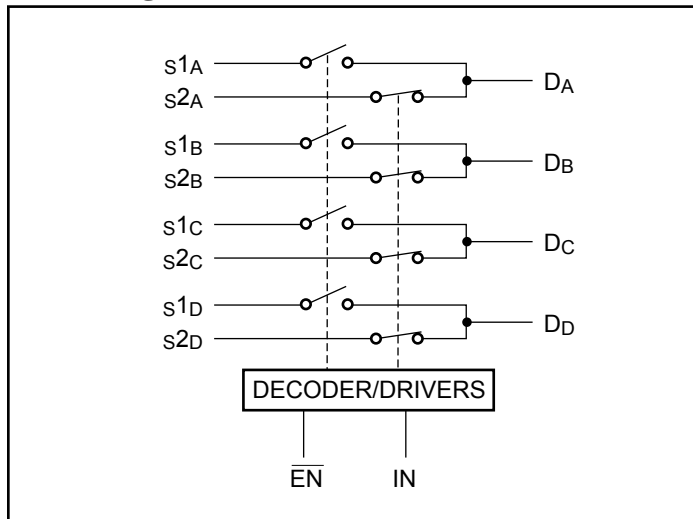 S1A
S2A
DA
S1B
S2B
DB
S1C
S2C
DC
S1D
S2D
DD
DECODER/DRIVERS
EN
IN